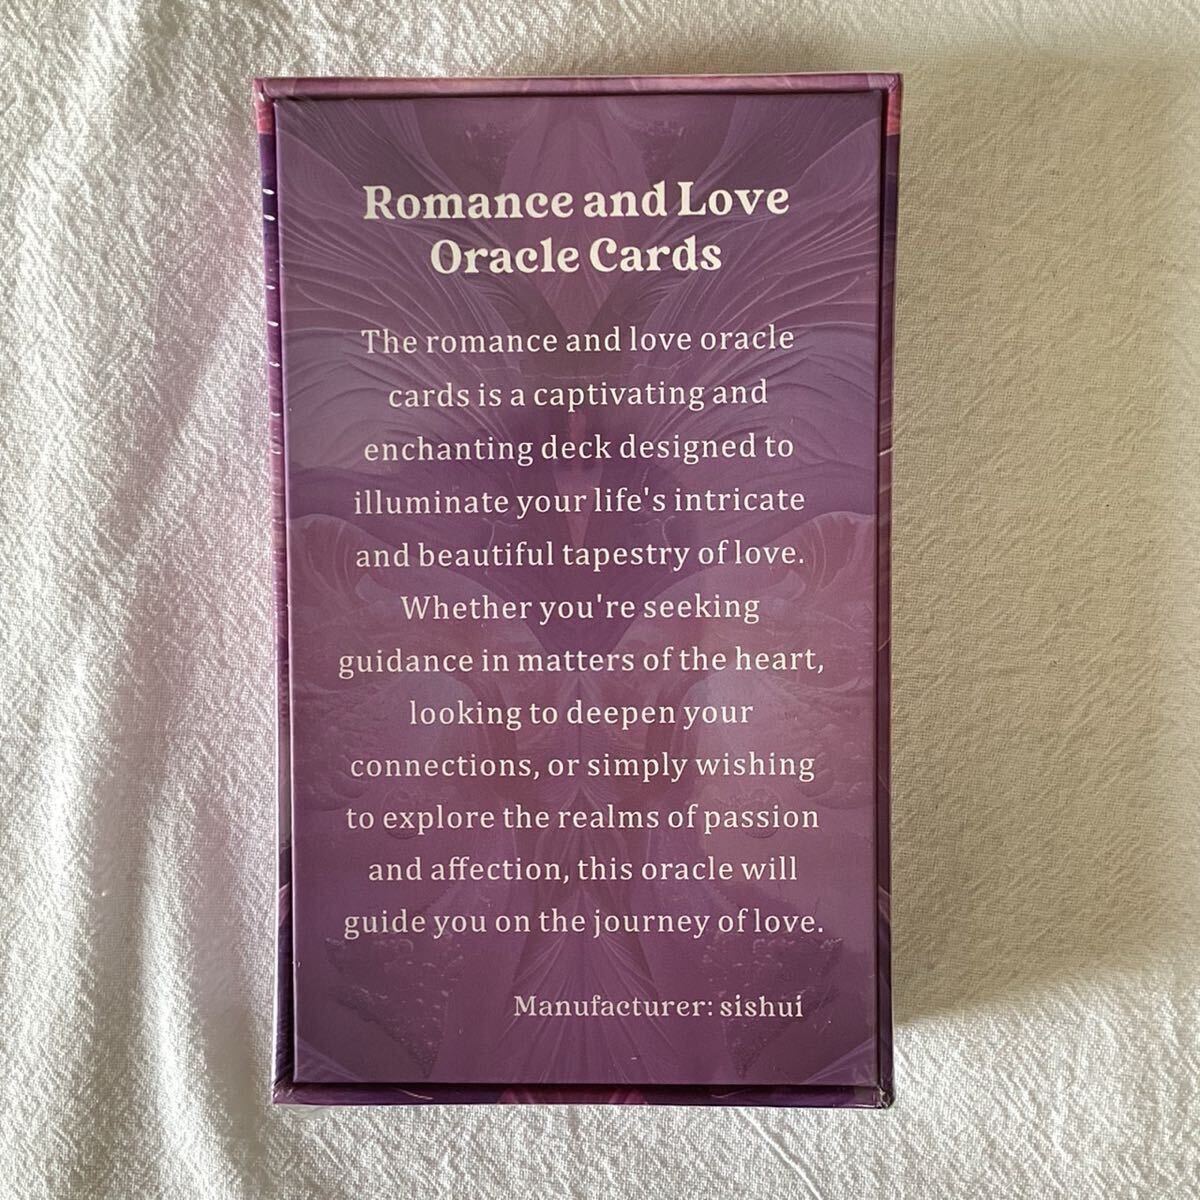 Romance and Love
Oracle Cards
The romance and love oracle
cards is a captivating and
enchanting deck designed to
illuminate your life's intricate
and beautiful tapestry of love.
Whether you're seeking
guidance in matters of the heart,
looking to deepen your
connections, or simply wishing
to explore the realms of passion
and affection, this oracle will
guide you on the journey of love.
Manufacturer: sishui